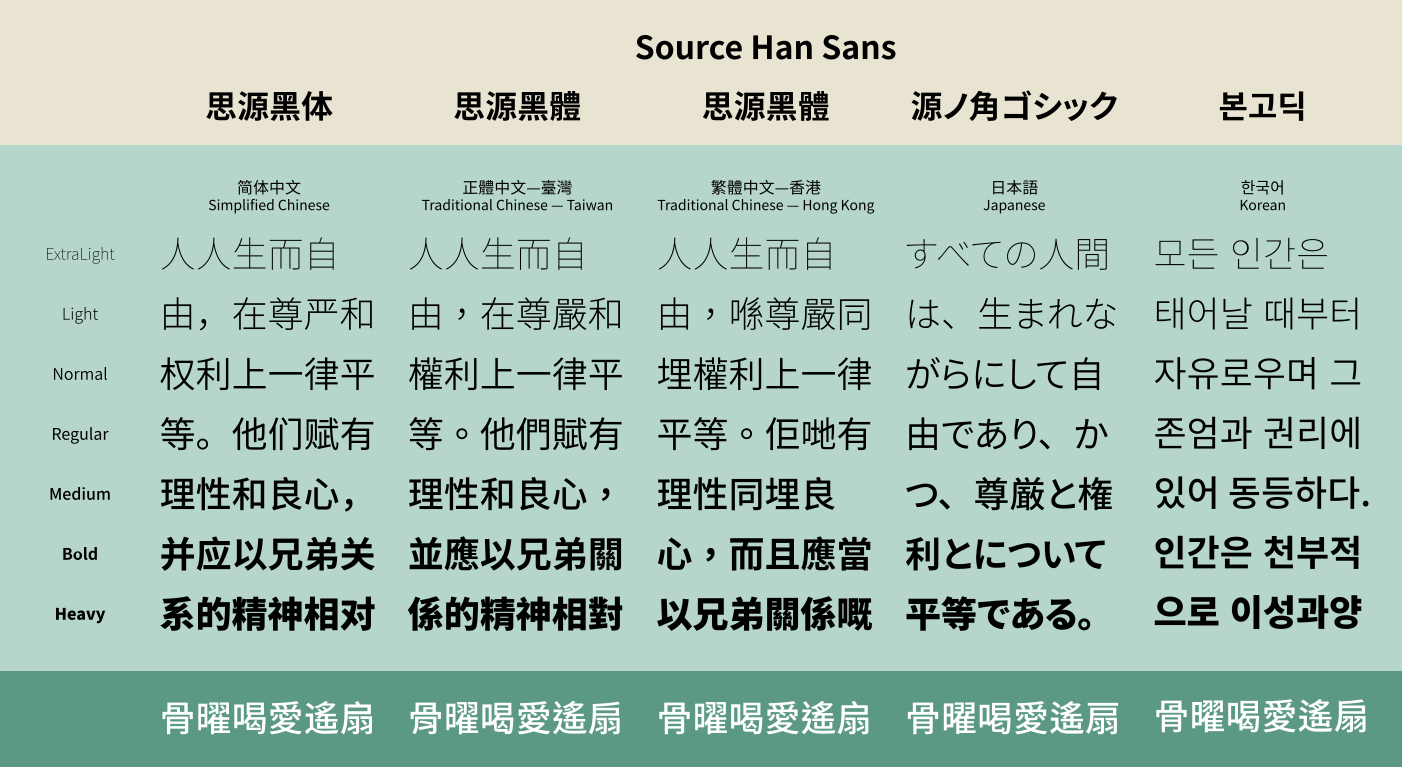 Source Han Sans
思源黑体 思源黑體 思源黑體 源ノ角ゴシック 본고딕
简体中文 正體中文—臺灣 繁體中文—香港 日本語 한국어
Simplified Chinese Traditional Chinese — Taiwan Traditional Chinese — Hong Kong Japanese Korean
ExtraLight 人人生而自 人人生而自 人人生而自 すべての人間 모든 인간은
Light 由，在尊严和 由，在尊嚴和 由，喺尊嚴同 は、生まれな 태어날 때부터
Normal 权利上一律平 權利上一律平 埋權利上一律 がらにして自 자유로우며 그
Regular 等。他们赋有 等。他們賦有 平等。佢哋有 由であり、か 존엄과 권리에
Medium 理性和良心， 理性和良心， 理性同埋良 つ、尊厳と権 있어 동등하다.
Bold 并应以兄弟关 並應以兄弟關 心，而且應當 利とについて 인간은 천부적
Heavy 系的精神相对 係的精神相對 以兄弟關係嘅 平等である。 으로 이성과양
骨曜喝愛遙扇 骨曜喝愛遙扇 骨曜喝愛遙扇 骨曜喝愛遙扇 骨曜喝愛遙扇